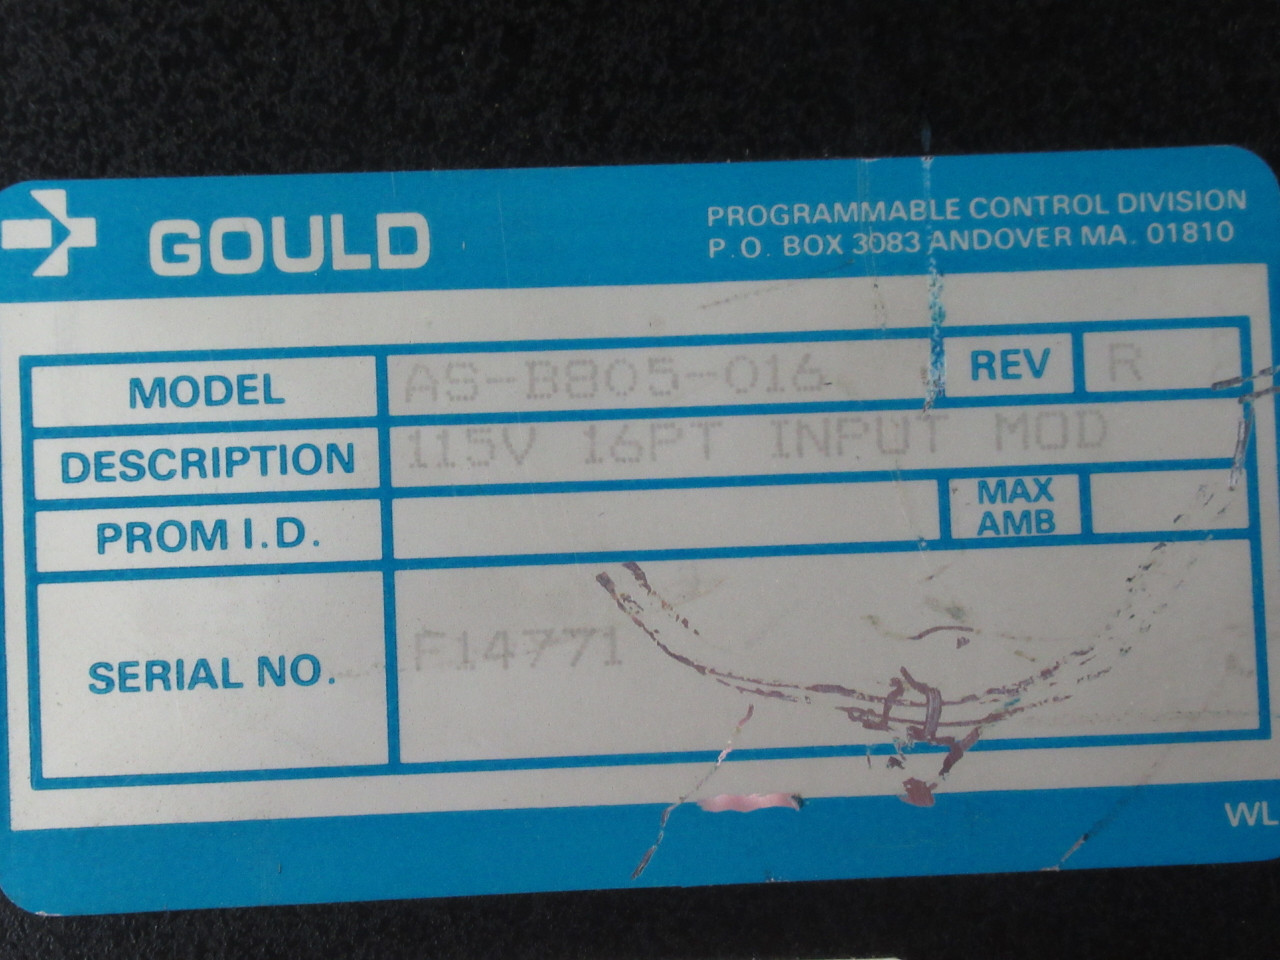 GOULD
PROGRAMMABLE CONTROL DIVISION
P.O. BOX 3083 ANDOVER MA. 01810
MODEL AS-B805-016 REV R
DESCRIPTION 115V 16PT INPUT MOD
PROM I.D. MAX AMB
SERIAL NO. F14771
WL